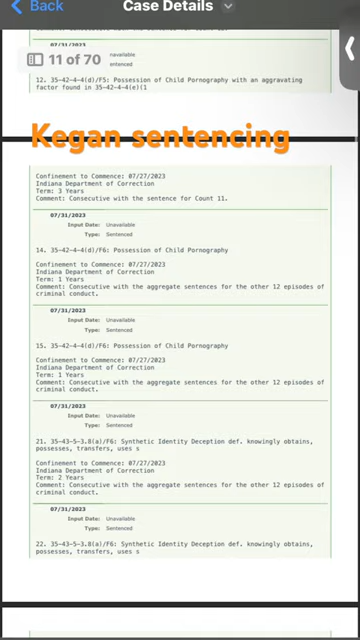 Back
Case Details
07/31/2023
navailable
entenced
11 of 70
12. 35-42-4-4(d)/F5: Possession of Child Pornography with an aggravating
factor found in 35-42-4-4(e)(1
Kegan sentencing
Confinement to Commence: 07/27/2023
Indiana Department of Correction
Term: 3 Years
Comment: Consecutive with the sentence for Count 11.
07/31/2023
Input Date: Unavailable
Type: Sentenced
14. 35-42-4-4(d)/F6: Possession of Child Pornography
Confinement to Commence: 07/27/2023
Indiana Department of Correction
Term: 1 Years
Comment: Consecutive with the aggregate sentences for the other 12 episodes of
criminal conduct.
07/31/2023
Input Date: Unavailable
Type: Sentenced
15. 35-42-4-4(d)/F6: Possession of Child Pornography
Confinement to Commence: 07/27/2023
Indiana Department of Correction
Term: 1 Years
Comment: Consecutive with the aggregate sentences for the other 12 episodes of
criminal conduct.
07/31/2023
Input Date: Unavailable
Type: Sentenced
21. 35-43-5-3.8(a)/F6: Synthetic Identity Deception def. knowingly obtains,
possesses, transfers, uses s
Confinement to Commence: 07/27/2023
Indiana Department of Correction
Term: 2 Years
Comment: Consecutive with the aggregate sentences for the other 12 episodes of
criminal conduct.
07/31/2023
Input Date: Unavailable
Type: Sentenced
22. 35-43-5-3.8(a)/F6: Synthetic Identity Deception def. knowingly obtains,
possesses, transfers, uses s